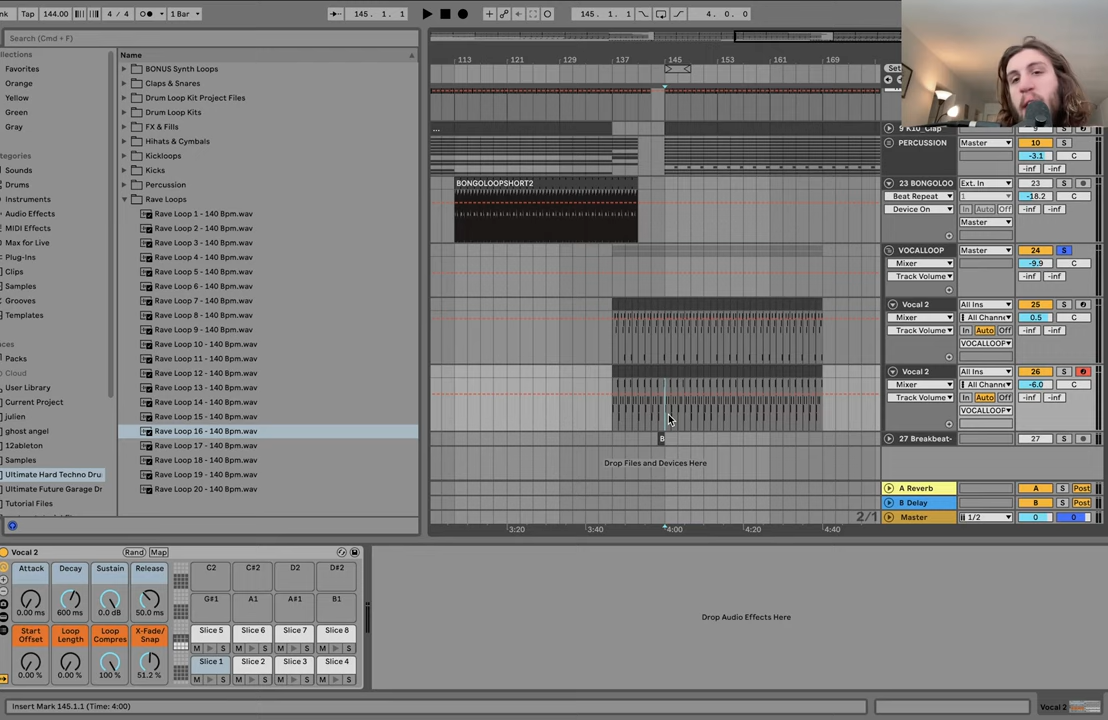 nk Tap 144.00 4 / 4 1 Bar 145. 1. 1 145. 1. 1 4. 0. 0
Search (Cmd + F)
llections
Favorites
Orange
Yellow
Green
Gray
ategories
Sounds
Drums
Instruments
Audio Effects
MIDI Effects
Max for Live
Plug-Ins
Clips
Samples
Grooves
Templates
aces
Packs
Cloud
User Library
Current Project
julien
ghost angel
12ableton
Samples
Ultimate Hard Techno Dru
Ultimate Future Garage Dr
Tutorial Files
Name
BONUS Synth Loops
Claps & Snares
Drum Loop Kit Project Files
Drum Loop Kits
FX & Fills
Hihats & Cymbals
Kickloops
Kicks
Percussion
Rave Loops
Rave Loop 1 - 140 Bpm.wav
Rave Loop 2 - 140 Bpm.wav
Rave Loop 3 - 140 Bpm.wav
Rave Loop 4 - 140 Bpm.wav
Rave Loop 5 - 140 Bpm.wav
Rave Loop 6 - 140 Bpm.wav
Rave Loop 7 - 140 Bpm.wav
Rave Loop 8 - 140 Bpm.wav
Rave Loop 9 - 140 Bpm.wav
Rave Loop 10 - 140 Bpm.wav
Rave Loop 11 - 140 Bpm.wav
Rave Loop 12 - 140 Bpm.wav
Rave Loop 13 - 140 Bpm.wav
Rave Loop 14 - 140 Bpm.wav
Rave Loop 15 - 140 Bpm.wav
Rave Loop 16 - 140 Bpm.wav
Rave Loop 17 - 140 Bpm.wav
Rave Loop 18 - 140 Bpm.wav
Rave Loop 19 - 140 Bpm.wav
Rave Loop 20 - 140 Bpm.wav
113 121 129 137 145 153 161 169
Set
...
BONGOLOOPSHORT2
B
Drop Files and Devices Here
2/1
3:20 3:40 4:00 4:20 4:40
9 K10_Clap 9 S
PERCUSSION Master 10 S
-3.1 C
-inf -inf
23 BONGOLOO Ext. In 23 S
Beat Repeat 1 -18.2 C
Device On In Auto Off -inf -inf
Master
VOCALLOOP Master 24 S
Mixer -9.9 C
Track Volume -inf -inf
Vocal 2 All Ins 25 S
Mixer All Channe 0.5 C
Track Volume In Auto Off -inf -inf
VOCALLOOP
Vocal 2 All Ins 26 S
Mixer All Channe -6.0 C
Track Volume In Auto Off -inf -inf
VOCALLOOP
27 Breakbeat- 27 S
A Reverb A S Post
B Delay B S Post
Master 1/2 0 0
Vocal 2 Rand Map
Attack Decay Sustain Release
0.00 ms 600 ms 0.0 dB 50.0 ms
Start Offset Loop Length Loop Compres X-Fade/ Snap
0.00 % 0.00 % 100 % 51.2 %
C2 C#2 D2 D#2
G#1 A1 A#1 B1
Slice 5 Slice 6 Slice 7 Slice 8
M S M S M S M S
Slice 1 Slice 2 Slice 3 Slice 4
M S M S M S M S
Drop Audio Effects Here
Insert Mark 145.1.1 (Time: 4:00)
Vocal 2